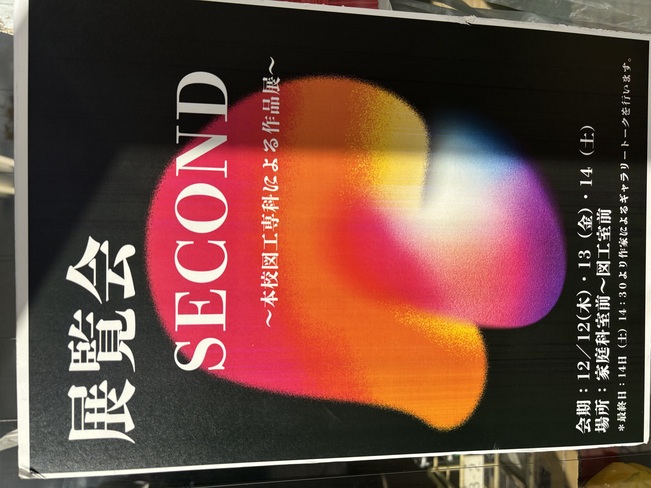 展覧会
SECOND
～本校図工専科による作品展～
会期：12／12(木)・13（金）・14（土）
場所：家庭科室前～図工室前
＊最終日：14日（土）14：30より作家によるギャラリートークを行います。